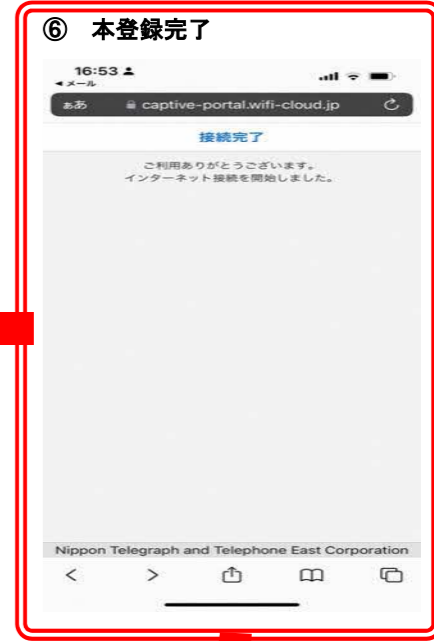 ⑥ 本登録完了
16:53
◀ メール
ああ captive-portal.wifi-cloud.jp
接続完了
ご利用ありがとうございます。
インターネット接続を開始しました。
Nippon Telegraph and Telephone East Corporation